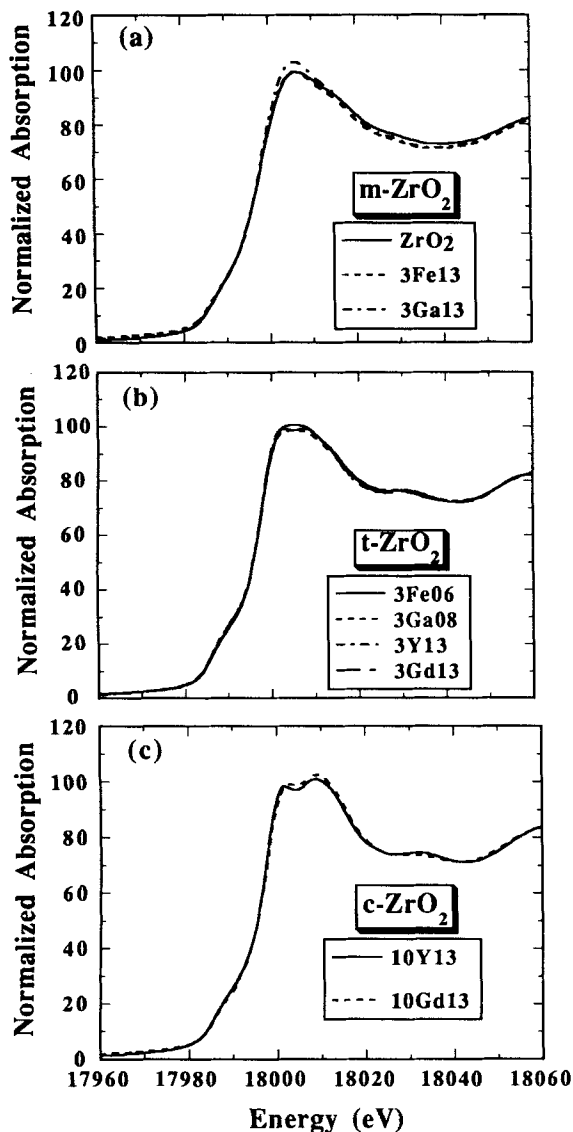 (a)
Normalized Absorption
120
100
80
60
40
20
0
m-ZrO2
ZrO2
3Fe13
3Ga13
(b)
Normalized Absorption
120
100
80
60
40
20
0
t-ZrO2
3Fe06
3Ga08
3Y13
3Gd13
(c)
Normalized Absorption
120
100
80
60
40
20
0
c-ZrO2
10Y13
10Gd13
17960 17980 18000 18020 18040 18060
Energy (eV)